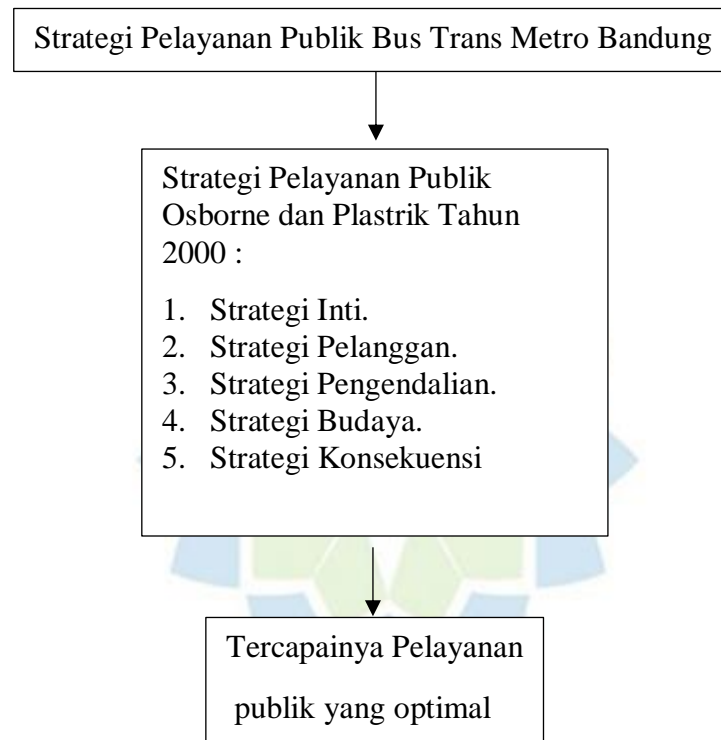 Strategi Pelayanan Publik Bus Trans Metro Bandung
Strategi Pelayanan Publik
Osborne dan Plastrik Tahun
2000 :
1. Strategi Inti.
2. Strategi Pelanggan.
3. Strategi Pengendalian.
4. Strategi Budaya.
5. Strategi Konsekuensi
Tercapainya Pelayanan
publik yang optimal